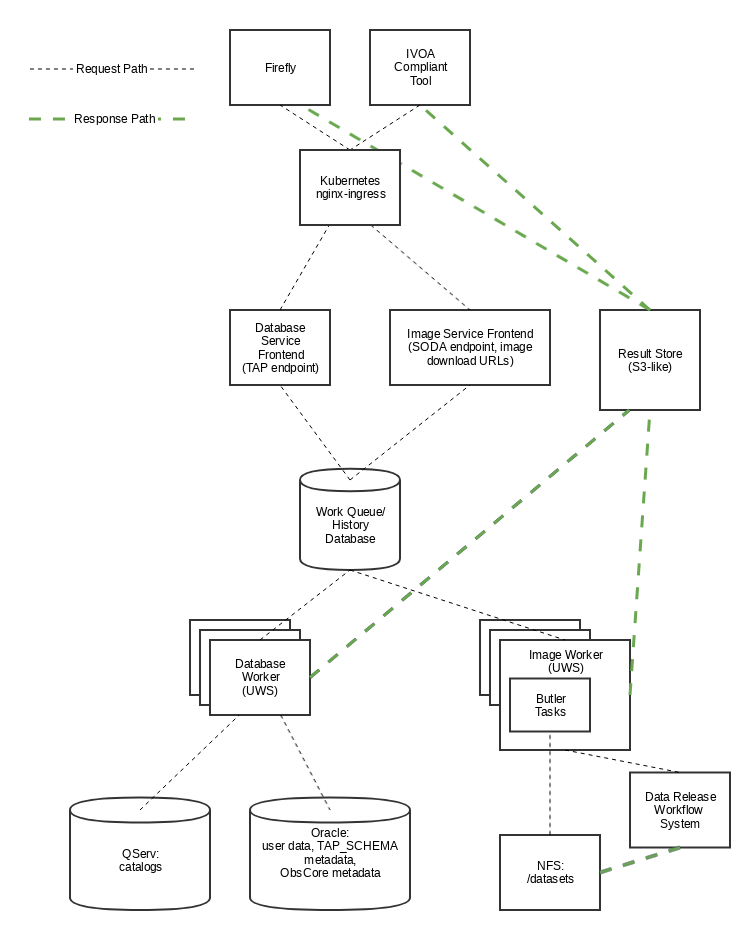 Request Path
Response Path
Firefly
IVOA
Compliant
Tool
Kubernetes
nginx-ingress
Database
Service
Frontend
(TAP endpoint)
Image Service Frontend
(SODA endpoint, image
download URLs)
Result Store
(S3-like)
Work Queue/
History
Database
Database
Worker
(UWS)
Image Worker
(UWS)
Butler
Tasks
Data Release
Workflow
System
QServ:
catalogs
Oracle:
user data, TAP_SCHEMA
metadata,
ObsCore metadata
NFS:
/datasets